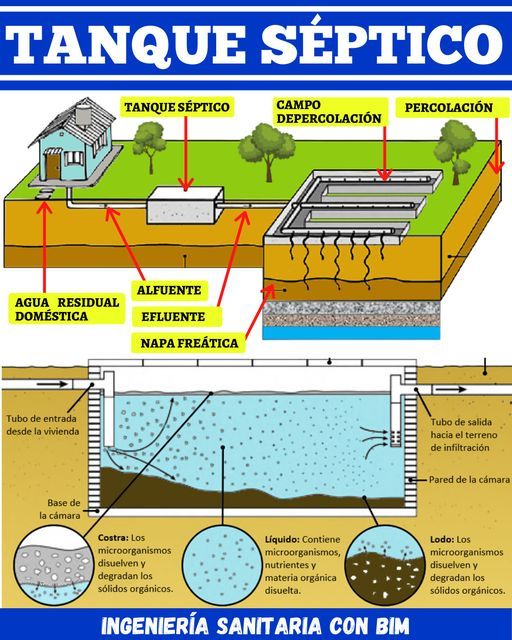 TANQUE SÉPTICO
TANQUE SÉPTICO
CAMPO
DEPERCOLACIÓN
PERCOLACIÓN
AGUA RESIDUAL
DOMÉSTICA
ALFUENTE
EFLUENTE
NAPA FREÁTICA
Tubo de entrada
desde la vivienda
Tubo de salida
hacia el terreno
de infiltración
Pared de la cámara
Base de
la cámara
Costra: Los
microorganismos
disuelven y
degradan los
sólidos orgánicos.
Líquido: Contiene
microorganismos,
nutrientes y
materia orgánica
disuelta.
Lodo: Los
microorganismos
disuelven y
degradan los
sólidos orgánicos.
INGENIERÍA SANITARIA CON BIM